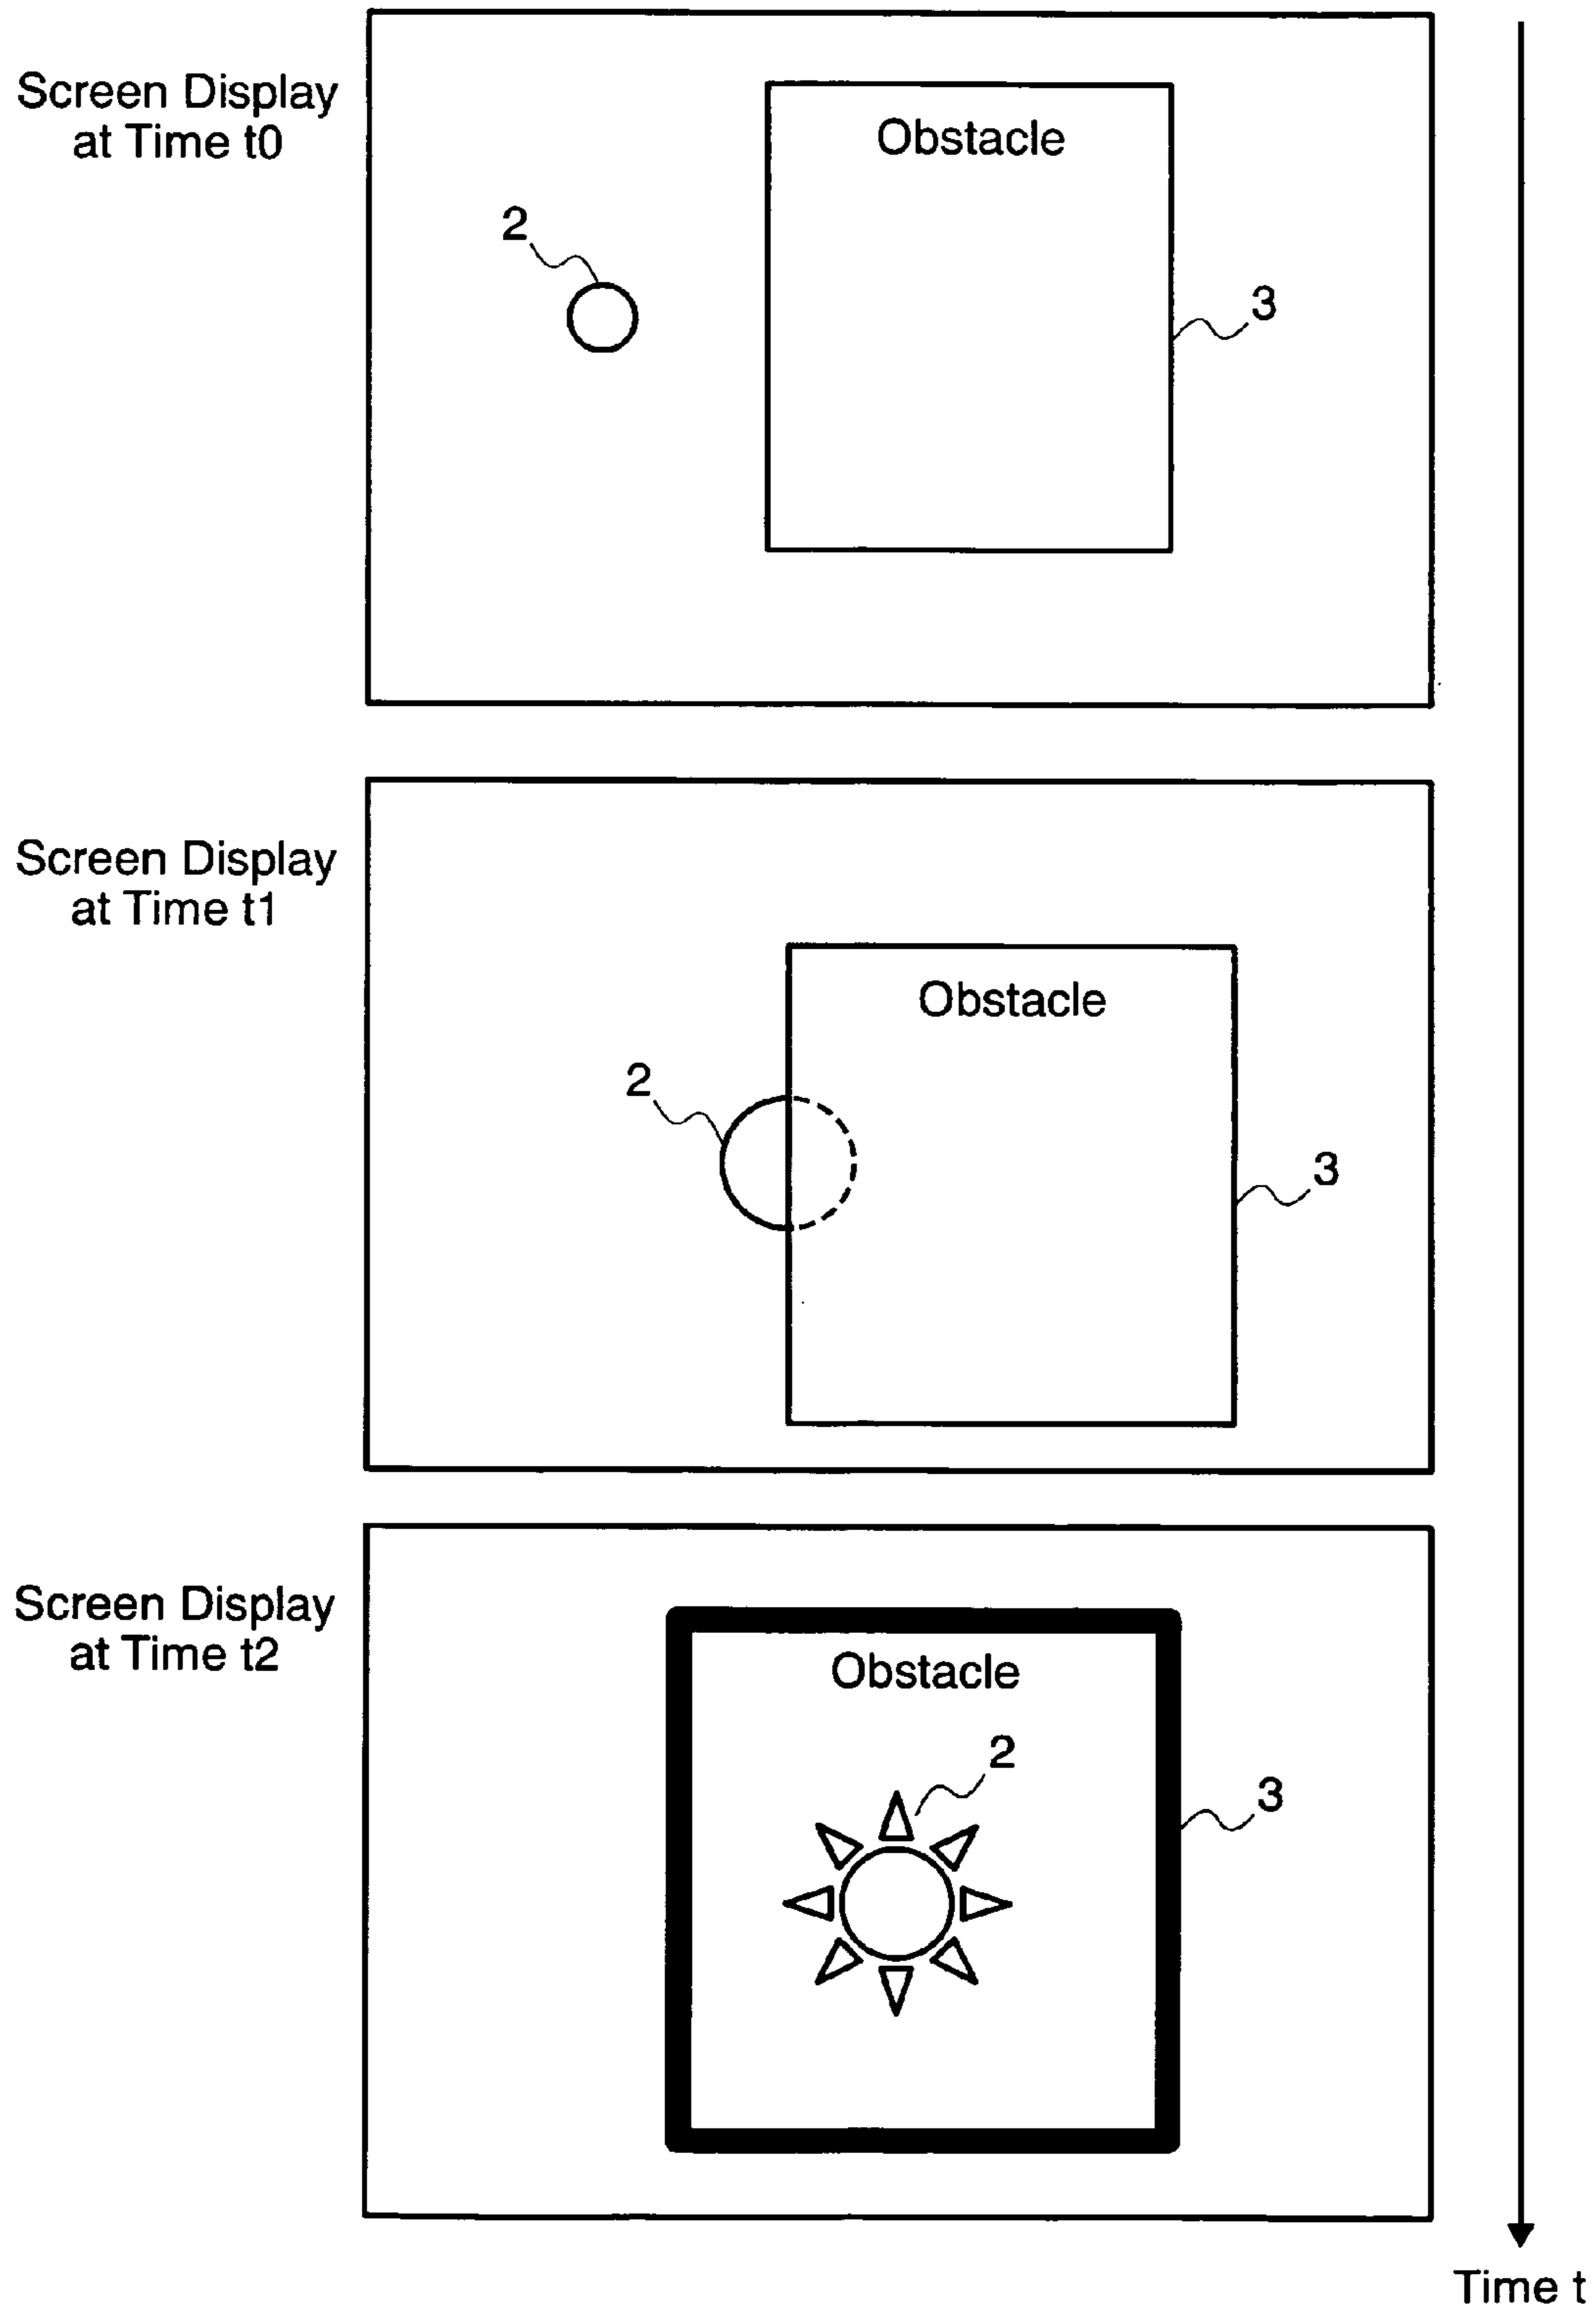 Screen Display
at Time t0
Obstacle
2
3
Screen Display
at Time t1
Obstacle
2
3
Screen Display
at Time t2
Obstacle
2
3
Time t